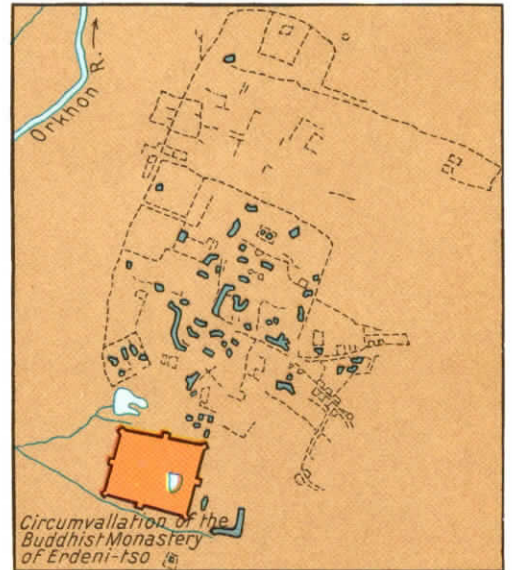 Orkhon R.
Circumvallation of the
Buddhist Monastery
of Erdeni-tso